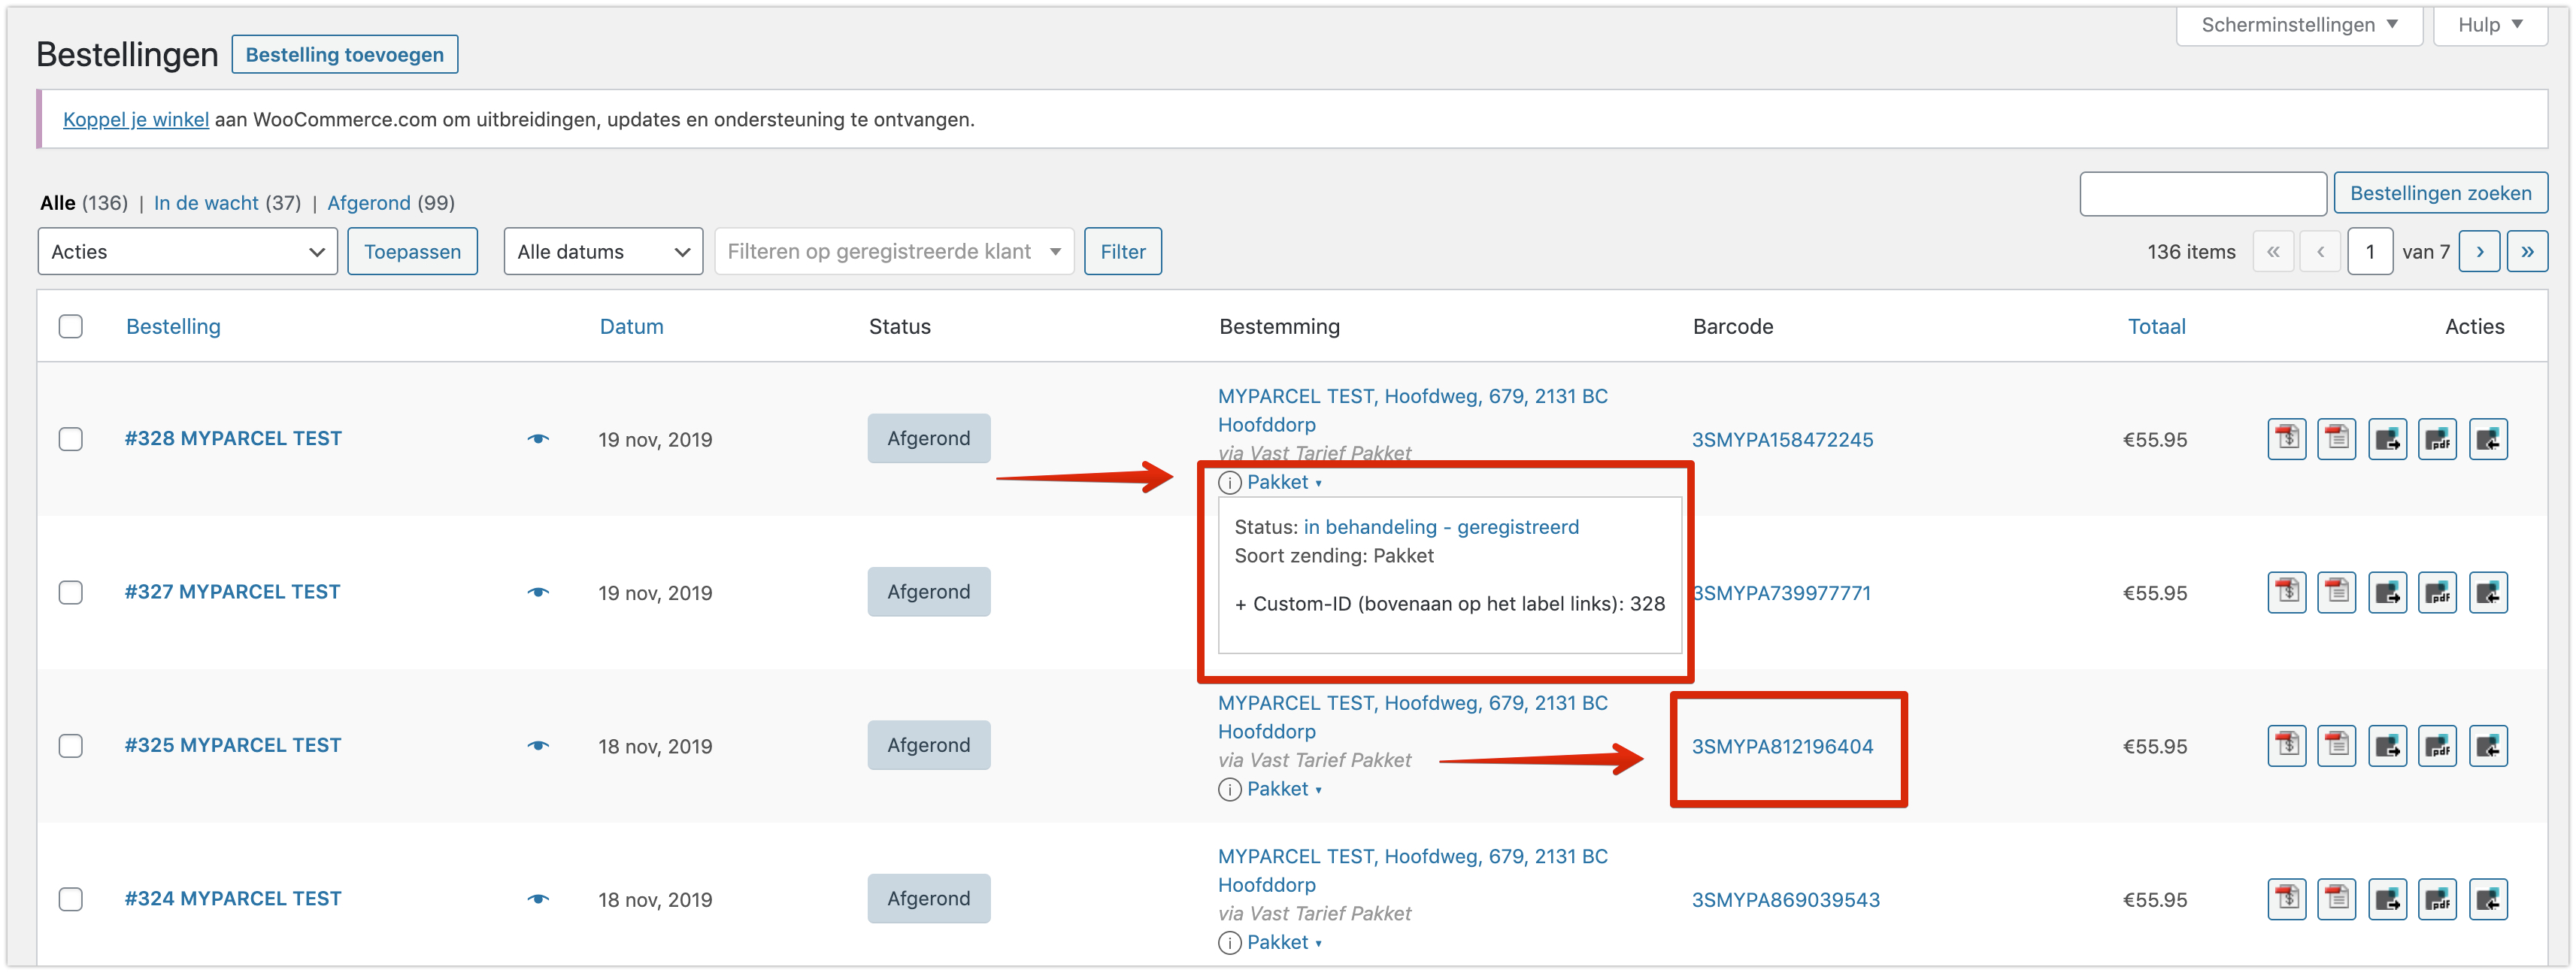 Scherminstellingen ▼ Hulp ▼
Bestellingen Bestelling toevoegen
Koppel je winkel aan WooCommerce.com om uitbreidingen, updates en ondersteuning te ontvangen.
Alle (136) | In de wacht (37) | Afgerond (99)
Bestellingen zoeken
Acties Toepassen Alle datums Filteren op geregistreerde klant Filter
136 items « ‹ 1 van 7 › »
Bestelling Datum Status Bestemming Barcode Totaal Acties
#328 MYPARCEL TEST 19 nov, 2019 Afgerond
MYPARCEL TEST, Hoofdweg, 679, 2131 BC
Hoofddorp
via Vast Tarief Pakket
i Pakket ▾
3SMYPA158472245 €55.95 $ pdf
Status: in behandeling - geregistreerd
Soort zending: Pakket
+ Custom-ID (bovenaan op het label links): 328
#327 MYPARCEL TEST 19 nov, 2019 Afgerond
3SMYPA739977771 €55.95 $ pdf
#325 MYPARCEL TEST 18 nov, 2019 Afgerond
MYPARCEL TEST, Hoofdweg, 679, 2131 BC
Hoofddorp
via Vast Tarief Pakket
i Pakket ▾
3SMYPA812196404 €55.95 $ pdf
#324 MYPARCEL TEST 18 nov, 2019 Afgerond
MYPARCEL TEST, Hoofdweg, 679, 2131 BC
Hoofddorp
via Vast Tarief Pakket
i Pakket ▾
3SMYPA869039543 €55.95 $ pdf